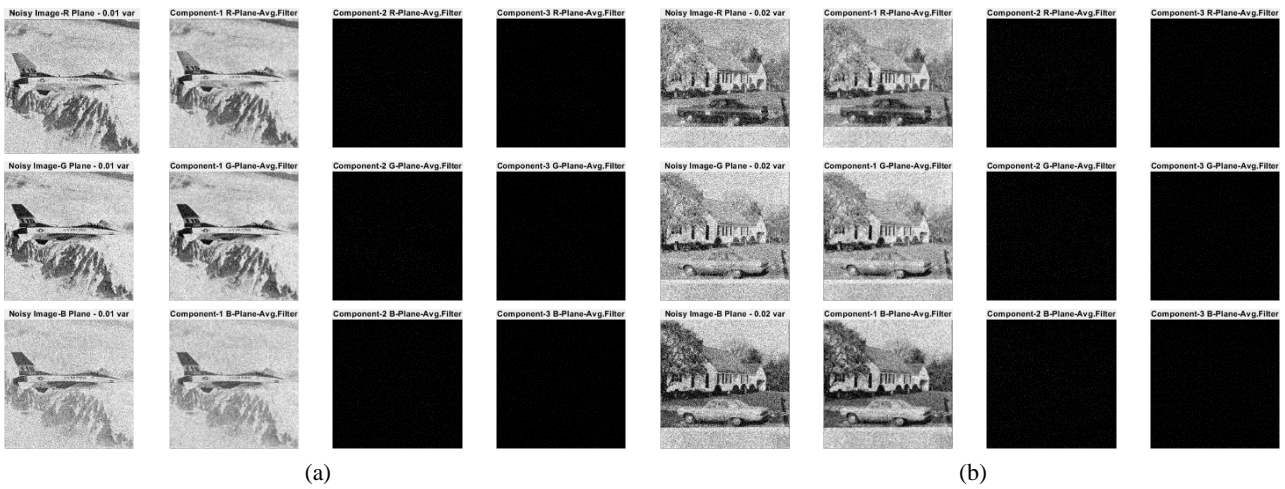 Noisy Image-R Plane - 0.01 var Component-1 R-Plane-Avg.Filter Component-2 R-Plane-Avg.Filter Component-3 R-Plane-Avg.Filter Noisy Image-R Plane - 0.02 var Component-1 R-Plane-Avg.Filter Component-2 R-Plane-Avg.Filter Component-3 R-Plane-Avg.Filter
Noisy Image-G Plane - 0.01 var Component-1 G-Plane-Avg.Filter Component-2 G-Plane-Avg.Filter Component-3 G-Plane-Avg.Filter Noisy Image-G Plane - 0.02 var Component-1 G-Plane-Avg.Filter Component-2 G-Plane-Avg.Filter Component-3 G-Plane-Avg.Filter
Noisy Image-B Plane - 0.01 var Component-1 B-Plane-Avg.Filter Component-2 B-Plane-Avg.Filter Component-3 B-Plane-Avg.Filter Noisy Image-B Plane - 0.02 var Component-1 B-Plane-Avg.Filter Component-2 B-Plane-Avg.Filter Component-3 B-Plane-Avg.Filter
(a) (b)